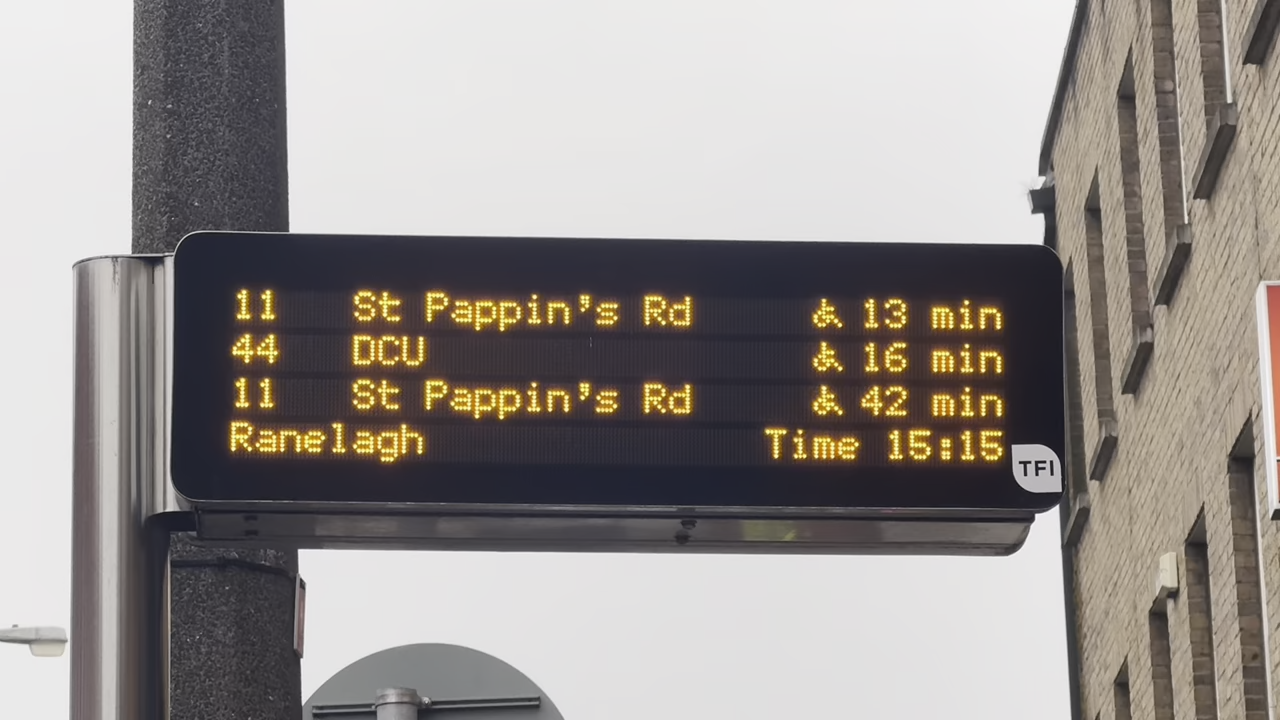 11 St Pappin's Rd ♿ 13 min
44 DCU ♿ 16 min
11 St Pappin's Rd ♿ 42 min
Ranelagh Time 15:15
TFI